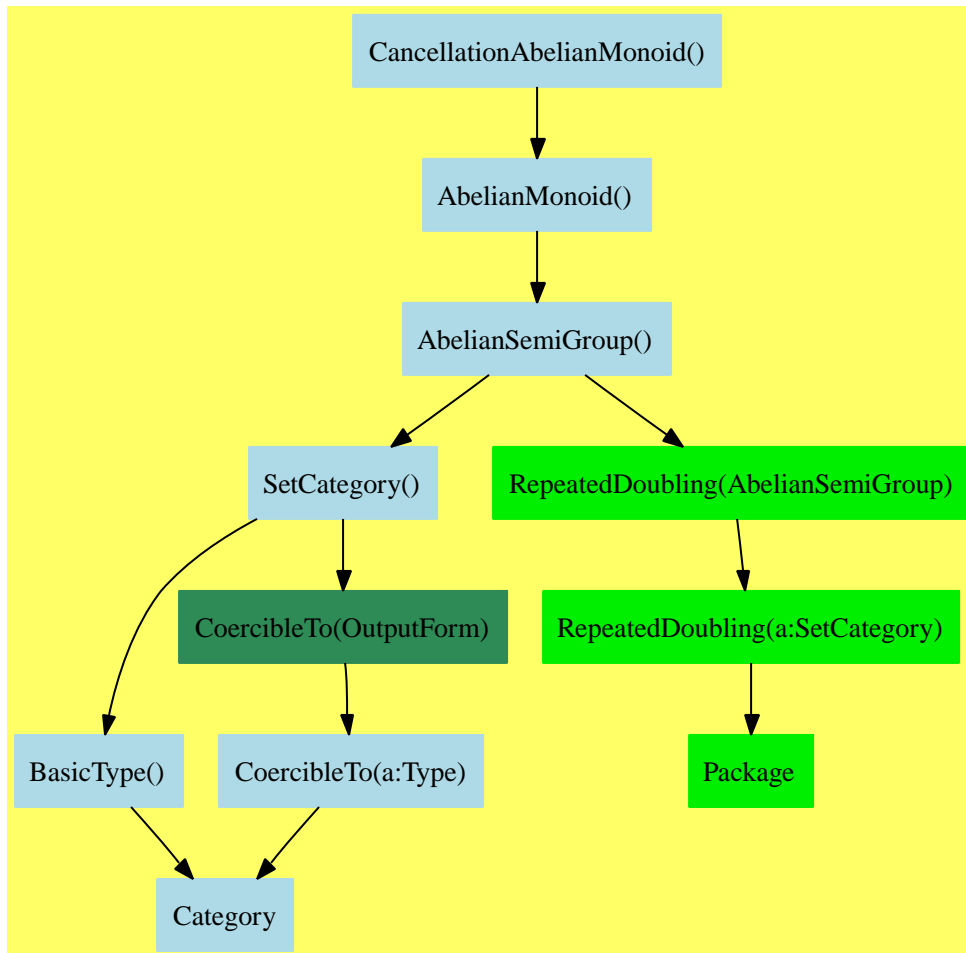 CancellationAbelianMonoid()
AbelianMonoid()
AbelianSemiGroup()
SetCategory()
RepeatedDoubling(AbelianSemiGroup)
CoercibleTo(OutputForm)
RepeatedDoubling(a:SetCategory)
BasicType()
CoercibleTo(a:Type)
Package
Category